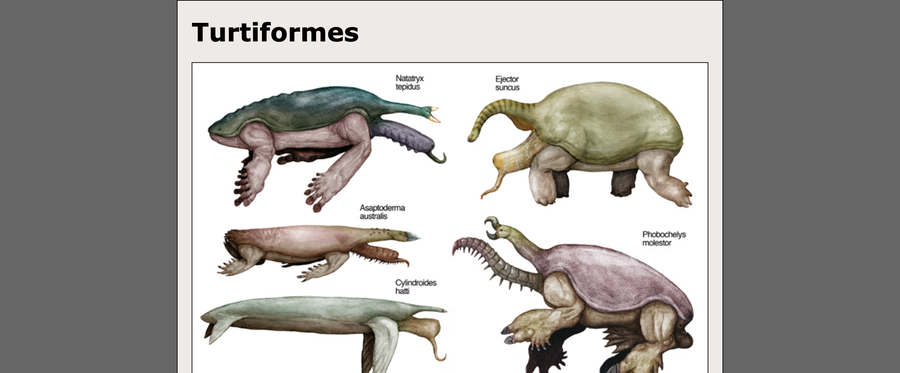 Turtiformes
Natatryx
tepidus
Ejector
suncus
Asaptoderma
australis
Phobochelys
molestor
Cylindroides
hatti